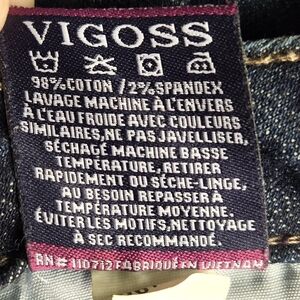 VIGOSS
98%COTON /2%SPANDEX
LAVAGE MACHINE À L'ENVERS
À L'EAU FROIDE AVEC COULEURS
SIMILAIRES,NE PAS JAVELLISER,
SÉCHAGE MACHINE BASSE
TEMPÉRATURE, RETIRER
RAPIDEMENT DU SÈCHE-LINGE,
AU BESOIN REPASSER À
TEMPÉRATURE MOYENNE.
ÉVITER LES MOTIFS,NETTOYAGE
À SEC RECOMMANDÉ.
RN# 110712 FABRIQUÉ EN VIETNAM